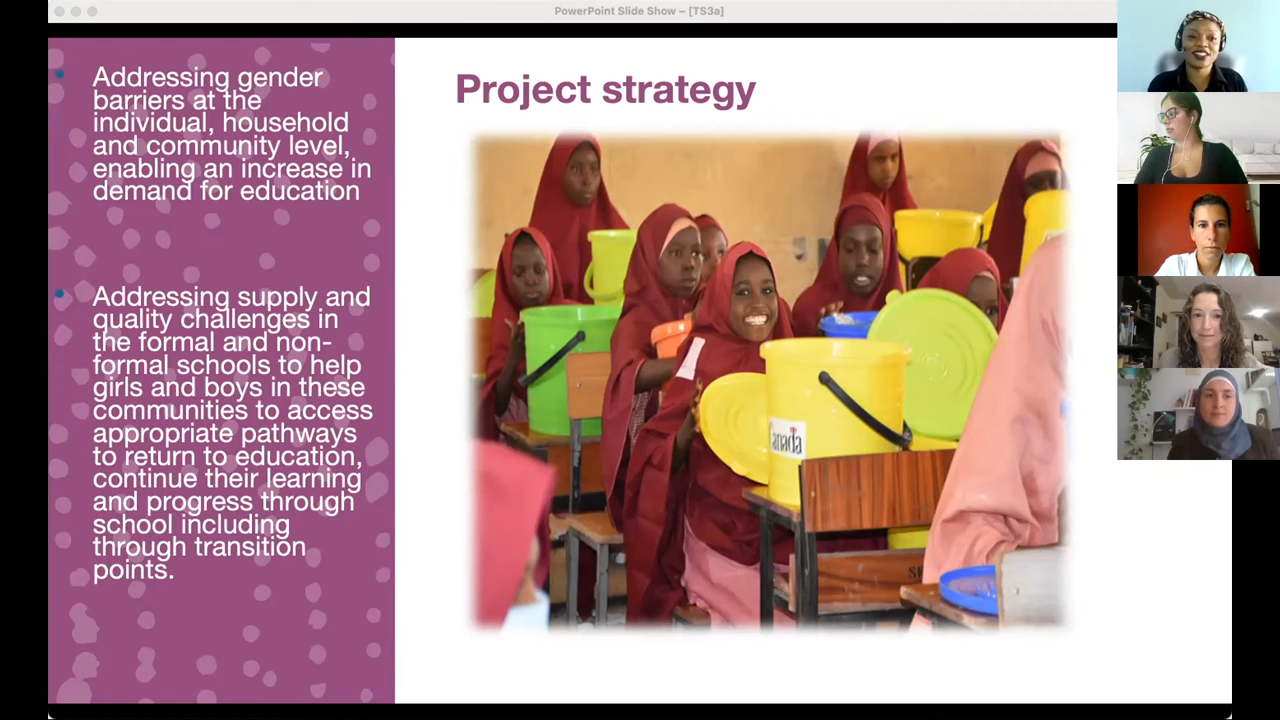 PowerPoint Slide Show – [TS3a]
Addressing gender
barriers at the
individual, household
and community level,
enabling an increase in
demand for education
Addressing supply and
quality challenges in
the formal and non-
formal schools to help
girls and boys in these
communities to access
appropriate pathways
to return to education,
continue their learning
and progress through
school including
through transition
points.
Project strategy
Canada